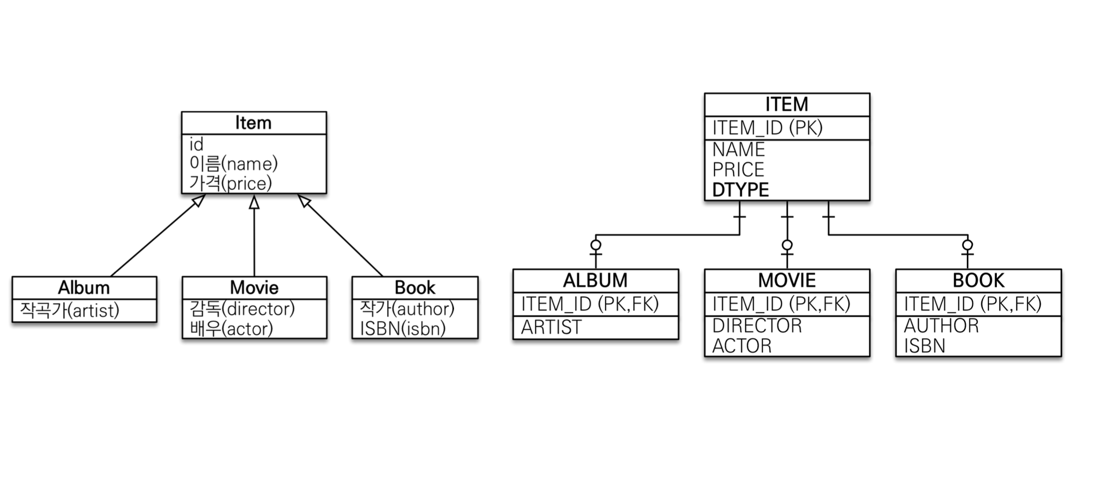 Item
id
이름(name)
가격(price)
Album
작곡가(artist)
Movie
감독(director)
배우(actor)
Book
작가(author)
ISBN(isbn)
ITEM
ITEM_ID (PK)
NAME
PRICE
DTYPE
ALBUM
ITEM_ID (PK,FK)
ARTIST
MOVIE
ITEM_ID (PK,FK)
DIRECTOR
ACTOR
BOOK
ITEM_ID (PK,FK)
AUTHOR
ISBN